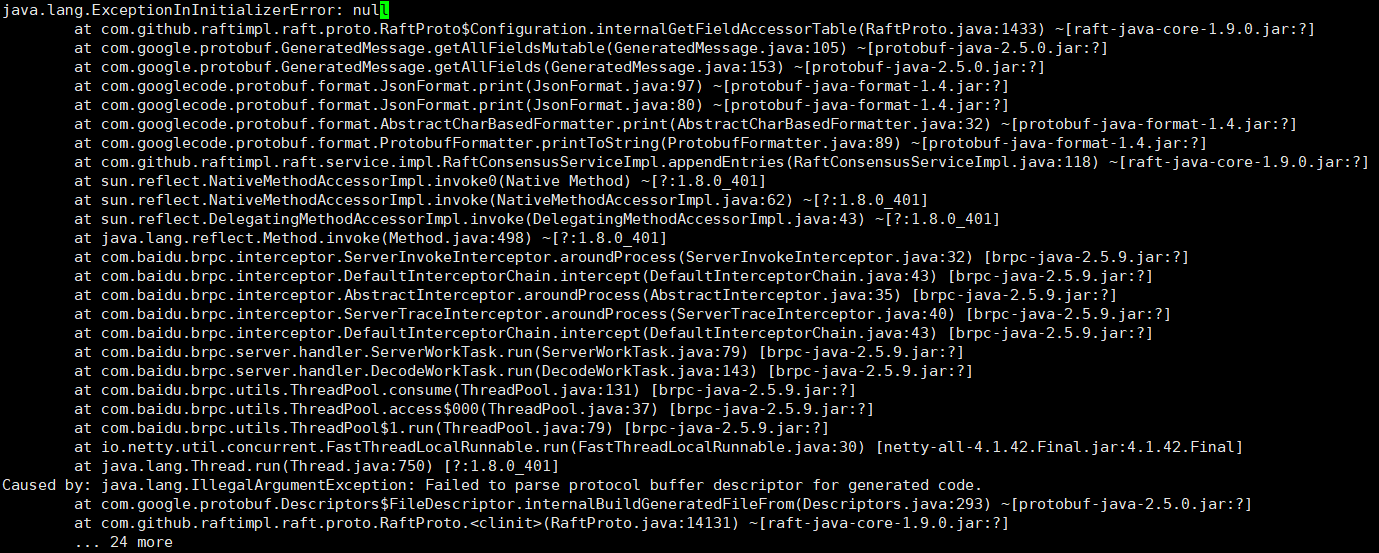 java.lang.ExceptionInInitializerError: null
at com.github.raftimpl.raft.proto.RaftProto$Configuration.internalGetFieldAccessorTable(RaftProto.java:1433) ~[raft-java-core-1.9.0.jar:?]
at com.google.protobuf.GeneratedMessage.getAllFieldsMutable(GeneratedMessage.java:105) ~[protobuf-java-2.5.0.jar:?]
at com.google.protobuf.GeneratedMessage.getAllFields(GeneratedMessage.java:153) ~[protobuf-java-2.5.0.jar:?]
at com.googlecode.protobuf.format.JsonFormat.print(JsonFormat.java:97) ~[protobuf-java-format-1.4.jar:?]
at com.googlecode.protobuf.format.JsonFormat.print(JsonFormat.java:80) ~[protobuf-java-format-1.4.jar:?]
at com.googlecode.protobuf.format.AbstractCharBasedFormatter.print(AbstractCharBasedFormatter.java:32) ~[protobuf-java-format-1.4.jar:?]
at com.googlecode.protobuf.format.ProtobufFormatter.printToString(ProtobufFormatter.java:89) ~[protobuf-java-format-1.4.jar:?]
at com.github.raftimpl.raft.service.impl.RaftConsensusServiceImpl.appendEntries(RaftConsensusServiceImpl.java:118) ~[raft-java-core-1.9.0.jar:?]
at sun.reflect.NativeMethodAccessorImpl.invoke0(Native Method) ~[?:1.8.0_401]
at sun.reflect.NativeMethodAccessorImpl.invoke(NativeMethodAccessorImpl.java:62) ~[?:1.8.0_401]
at sun.reflect.DelegatingMethodAccessorImpl.invoke(DelegatingMethodAccessorImpl.java:43) ~[?:1.8.0_401]
at java.lang.reflect.Method.invoke(Method.java:498) ~[?:1.8.0_401]
at com.baidu.brpc.interceptor.ServerInvokeInterceptor.aroundProcess(ServerInvokeInterceptor.java:32) [brpc-java-2.5.9.jar:?]
at com.baidu.brpc.interceptor.DefaultInterceptorChain.intercept(DefaultInterceptorChain.java:43) [brpc-java-2.5.9.jar:?]
at com.baidu.brpc.interceptor.AbstractInterceptor.aroundProcess(AbstractInterceptor.java:35) [brpc-java-2.5.9.jar:?]
at com.baidu.brpc.interceptor.ServerTraceInterceptor.aroundProcess(ServerTraceInterceptor.java:40) [brpc-java-2.5.9.jar:?]
at com.baidu.brpc.interceptor.DefaultInterceptorChain.intercept(DefaultInterceptorChain.java:43) [brpc-java-2.5.9.jar:?]
at com.baidu.brpc.server.handler.ServerWorkTask.run(ServerWorkTask.java:79) [brpc-java-2.5.9.jar:?]
at com.baidu.brpc.server.handler.DecodeWorkTask.run(DecodeWorkTask.java:143) [brpc-java-2.5.9.jar:?]
at com.baidu.brpc.utils.ThreadPool.consume(ThreadPool.java:131) [brpc-java-2.5.9.jar:?]
at com.baidu.brpc.utils.ThreadPool.access$000(ThreadPool.java:37) [brpc-java-2.5.9.jar:?]
at com.baidu.brpc.utils.ThreadPool$1.run(ThreadPool.java:79) [brpc-java-2.5.9.jar:?]
at io.netty.util.concurrent.FastThreadLocalRunnable.run(FastThreadLocalRunnable.java:30) [netty-all-4.1.42.Final.jar:4.1.42.Final]
at java.lang.Thread.run(Thread.java:750) [?:1.8.0_401]
Caused by: java.lang.IllegalArgumentException: Failed to parse protocol buffer descriptor for generated code.
at com.google.protobuf.Descriptors$FileDescriptor.internalBuildGeneratedFileFrom(Descriptors.java:293) ~[protobuf-java-2.5.0.jar:?]
at com.github.raftimpl.raft.proto.RaftProto.<clinit>(RaftProto.java:14131) ~[raft-java-core-1.9.0.jar:?]
... 24 more